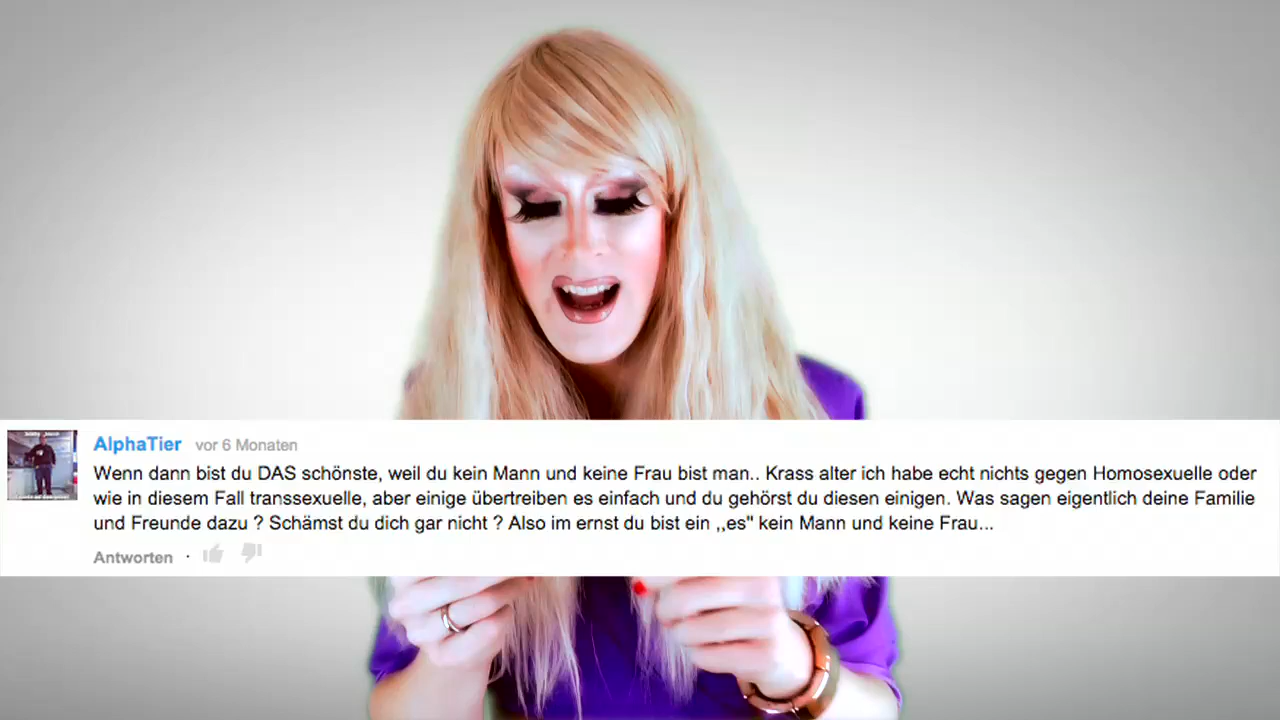 AlphaTier vor 6 Monaten
Wenn dann bist du DAS schönste, weil du kein Mann und keine Frau bist man.. Krass alter ich habe echt nichts gegen Homosexuelle oder
wie in diesem Fall transsexuelle, aber einige übertreiben es einfach und du gehörst du diesen einigen. Was sagen eigentlich deine Familie
und Freunde dazu ? Schämst du dich gar nicht ? Also im ernst du bist ein ,,es" kein Mann und keine Frau...
Antworten ·